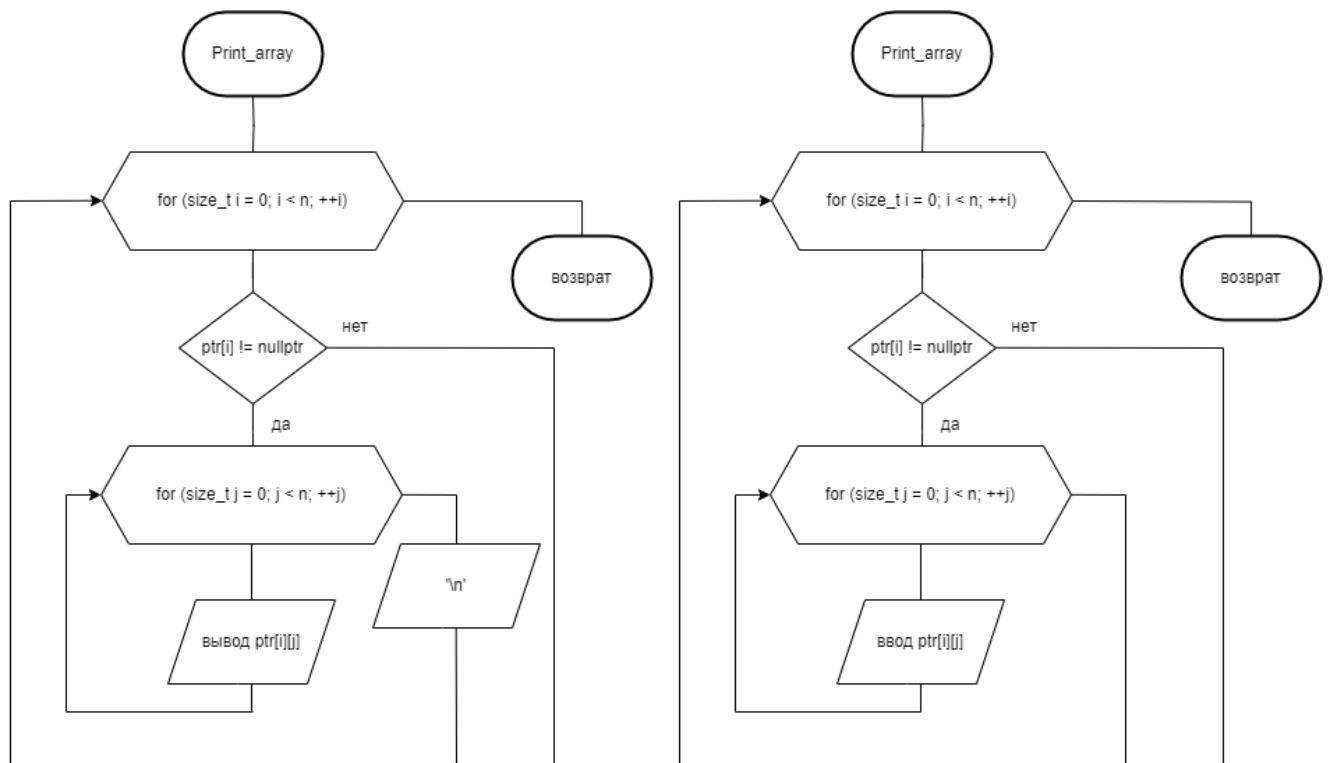 Print_array
for (size_t i = 0; i < n; ++i)
возврат
ptr[i] != nullptr
нет
да
for (size_t j = 0; j < n; ++j)
'\n'
вывод ptr[i][j]
Print_array
for (size_t i = 0; i < n; ++i)
возврат
ptr[i] != nullptr
нет
да
for (size_t j = 0; j < n; ++j)
ввод ptr[i][j]